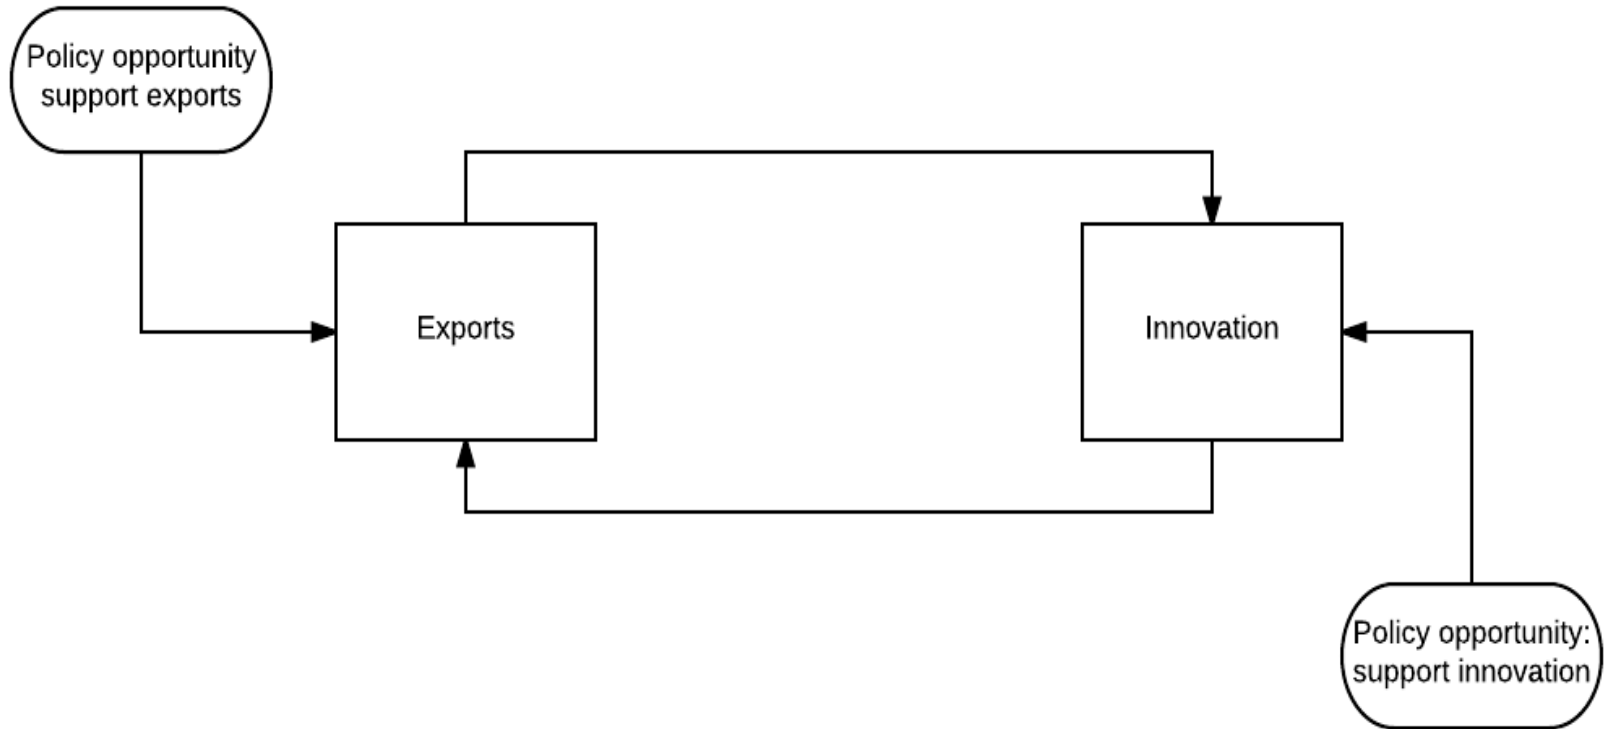 Policy opportunity
support exports
Exports
Innovation
Policy opportunity:
support innovation